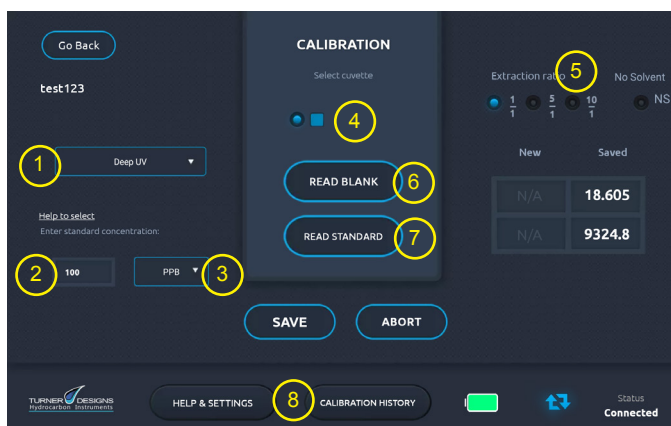 Go Back
CALIBRATION
test123
Select cuvette
4
Extraction ratio
5
No Solvent
1
1
5
1
10
1
NS
1
Deep UV
New
Saved
READ BLANK
6
N/A
18.605
Help to select
Enter standard concentration:
READ STANDARD
7
N/A
9324.8
2
100
PPB
3
SAVE
ABORT
TURNER DESIGNS
Hydrocarbon Instruments
HELP & SETTINGS
8
CALIBRATION HISTORY
Status
Connected